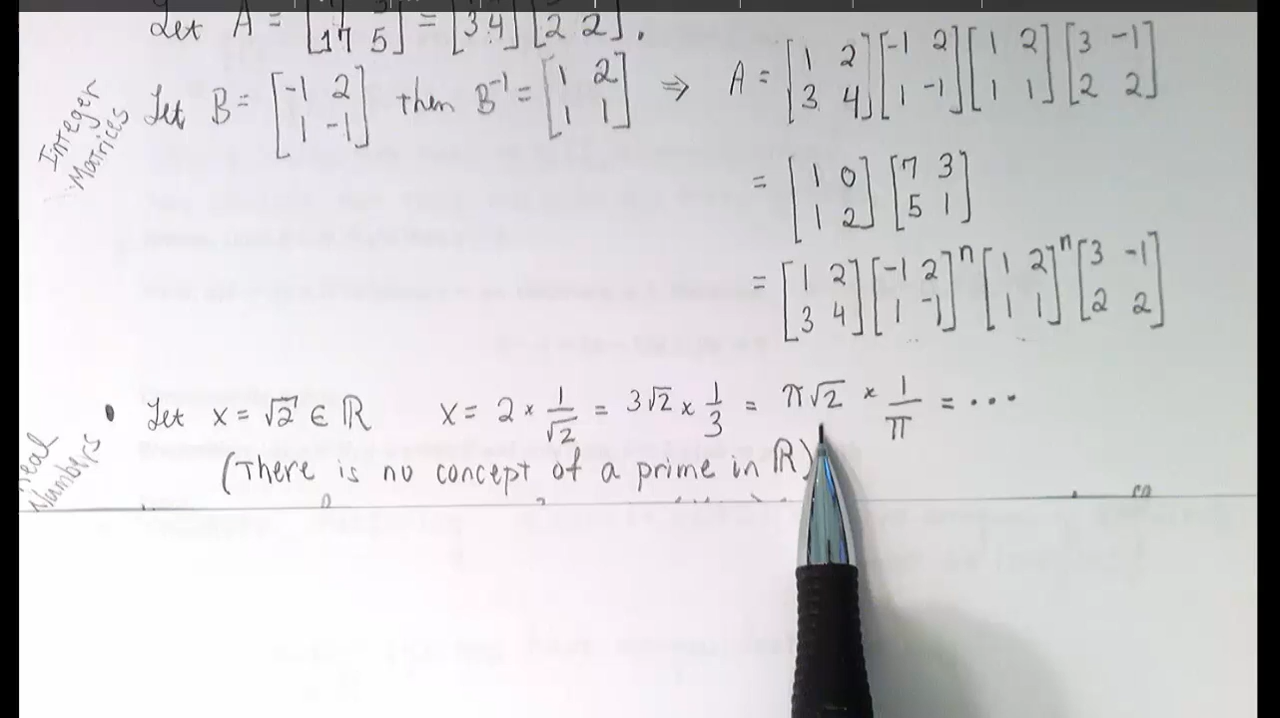 Let A = [ 17 5 ] = [ 3 4 ] [ 2 2 ] .
Integer Matrices
Let B = [ -1 2 ; 1 -1 ] then B⁻¹ = [ 1 2 ; 1 1 ] ⇒ A = [ 1 2 ; 3 4 ] [ -1 2 ; 1 -1 ] [ 1 2 ; 1 1 ] [ 3 -1 ; 2 2 ]
= [ 1 0 ; 1 2 ] [ 7 3 ; 5 1 ]
= [ 1 2 ; 3 4 ] [ -1 2 ; 1 -1 ]ⁿ [ 1 2 ; 1 1 ]ⁿ [ 3 -1 ; 2 2 ]
Numbers
• Let x = √2 ∈ ℝ x = 2 × 1/√2 = 3√2 × 1/3 = π√2 × 1/π = ...
(There is no concept of a prime in ℝ)